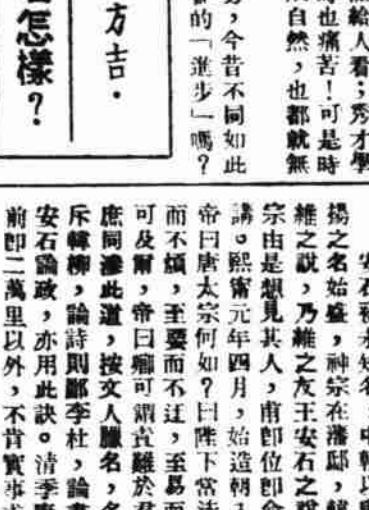 然給人看；秀才學
也痛苦！可是時
自然，也都就無
，今昔不同如此
的「進步」嗎？
方吉．
怎樣？
揚之名始盛，神宗在藩邸，韓
維之說，乃維之友王安石之說
宗由是想見其人，甫即位即命
講。熙甯元年四月，始造朝入
帝曰唐太宗何如？曰陛下當法
而不煩，至要而不迂，至易而
可及爾，帝曰卿可謂責難於君
庶同濟此道，按文人臟名，名
斥韓柳，論詩則鄙李杜，論書
安石論政，亦用此訣。清季
前即二萬里以外，不肯實事求